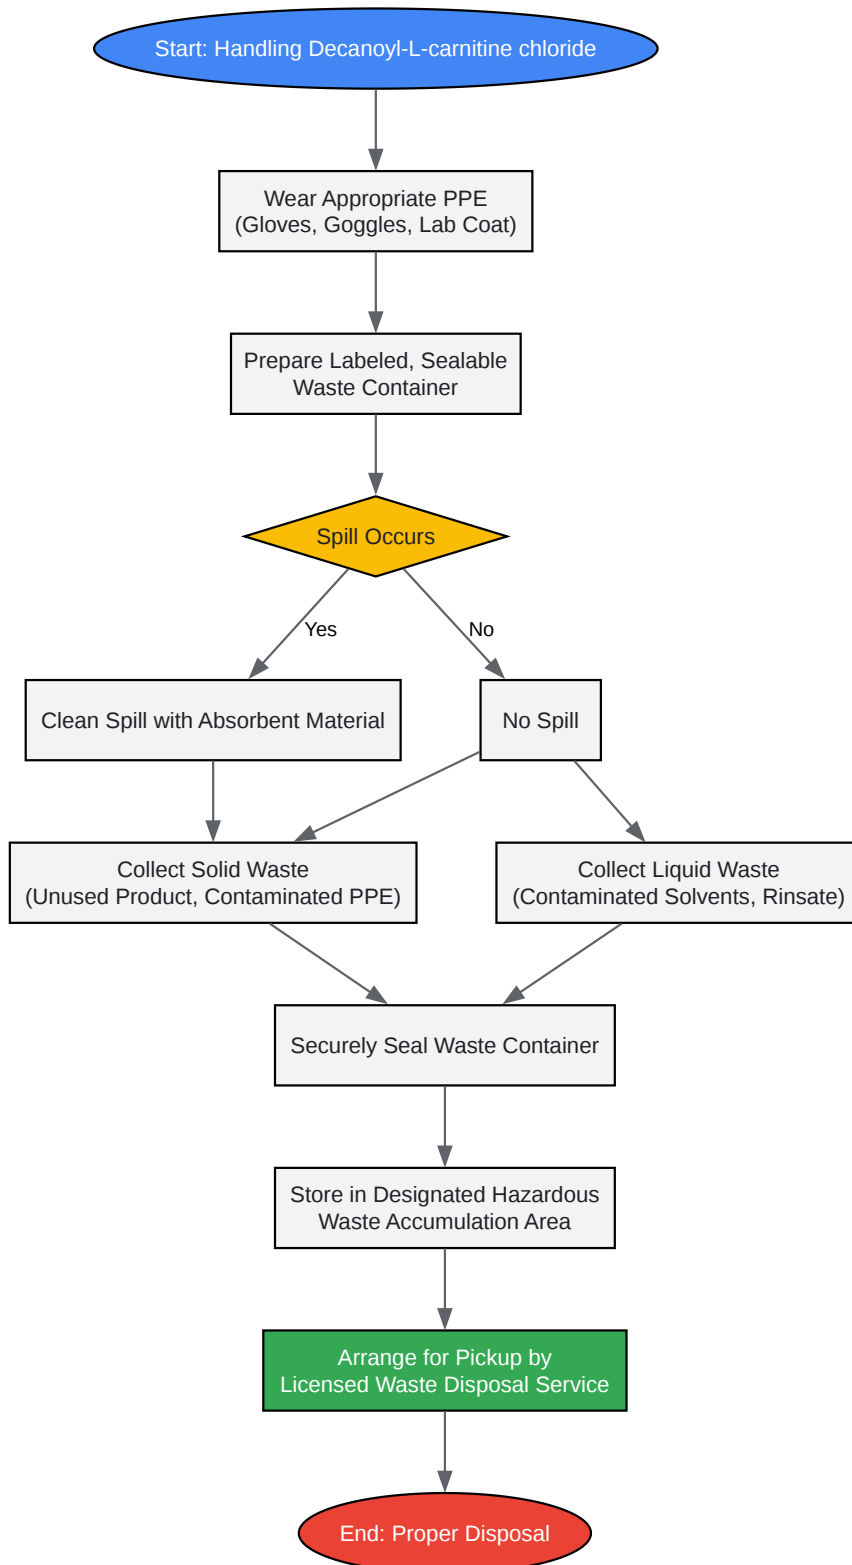 Start: Handling Decanoyl-L-carnitine chloride
Wear Appropriate PPE
(Gloves, Goggles, Lab Coat)
Prepare Labeled, Sealable
Waste Container
Spill Occurs
Yes
No
Clean Spill with Absorbent Material
No Spill
Collect Solid Waste
(Unused Product, Contaminated PPE)
Collect Liquid Waste
(Contaminated Solvents, Rinsate)
Securely Seal Waste Container
Store in Designated Hazardous
Waste Accumulation Area
Arrange for Pickup by
Licensed Waste Disposal Service
End: Proper Disposal